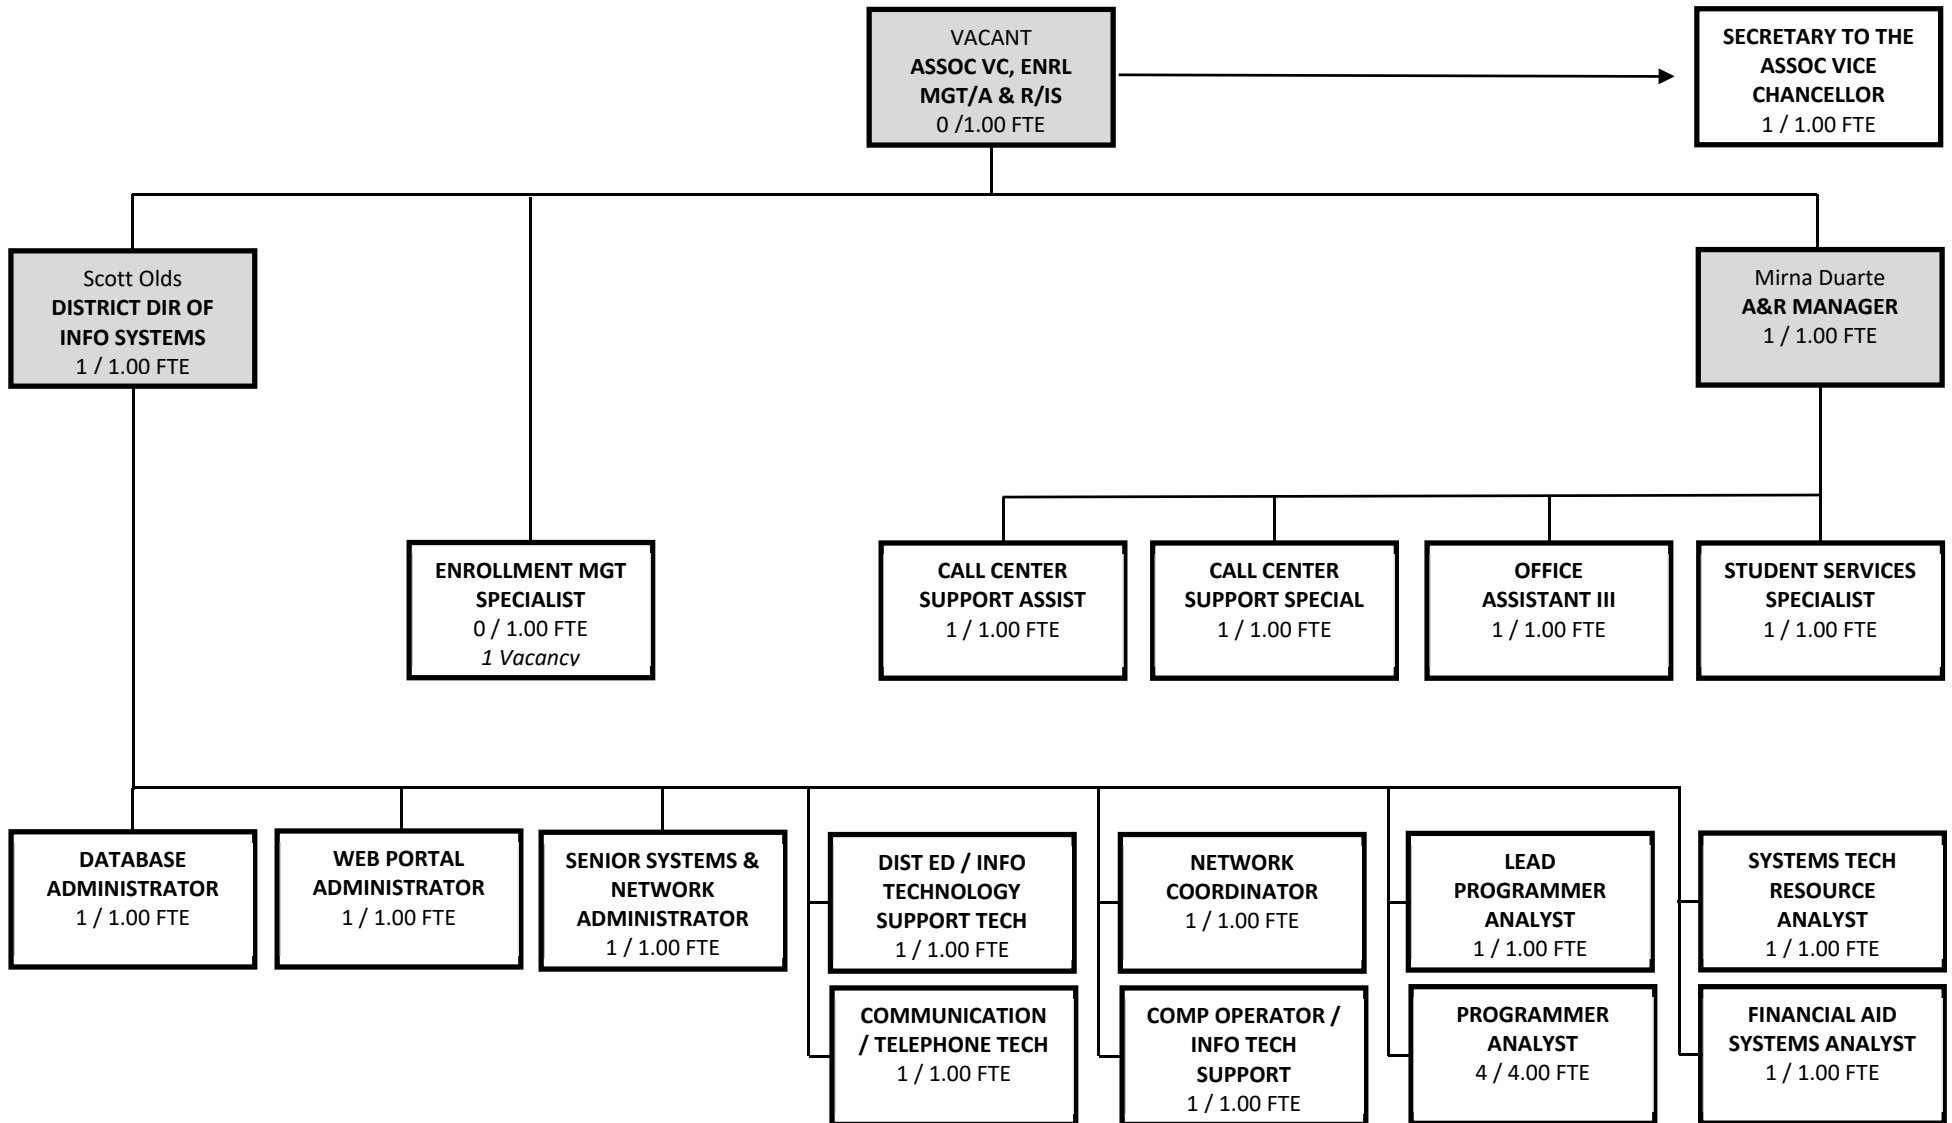 VACANT
ASSOC VC, ENRL
MGT/A & R/IS
0 /1.00 FTE
SECRETARY TO THE
ASSOC VICE
CHANCELLOR
1 / 1.00 FTE
Scott Olds
DISTRICT DIR OF
INFO SYSTEMS
1 / 1.00 FTE
Mirna Duarte
A&R MANAGER
1 / 1.00 FTE
ENROLLMENT MGT
SPECIALIST
0 / 1.00 FTE
1 Vacancy
CALL CENTER
SUPPORT ASSIST
1 / 1.00 FTE
CALL CENTER
SUPPORT SPECIAL
1 / 1.00 FTE
OFFICE
ASSISTANT III
1 / 1.00 FTE
STUDENT SERVICES
SPECIALIST
1 / 1.00 FTE
DATABASE
ADMINISTRATOR
1 / 1.00 FTE
WEB PORTAL
ADMINISTRATOR
1 / 1.00 FTE
SENIOR SYSTEMS &
NETWORK
ADMINISTRATOR
1 / 1.00 FTE
DIST ED / INFO
TECHNOLOGY
SUPPORT TECH
1 / 1.00 FTE
NETWORK
COORDINATOR
1 / 1.00 FTE
LEAD
PROGRAMMER
ANALYST
1 / 1.00 FTE
SYSTEMS TECH
RESOURCE
ANALYST
1 / 1.00 FTE
COMMUNICATION
/ TELEPHONE TECH
1 / 1.00 FTE
COMP OPERATOR /
INFO TECH
SUPPORT
1 / 1.00 FTE
PROGRAMMER
ANALYST
4 / 4.00 FTE
FINANCIAL AID
SYSTEMS ANALYST
1 / 1.00 FTE